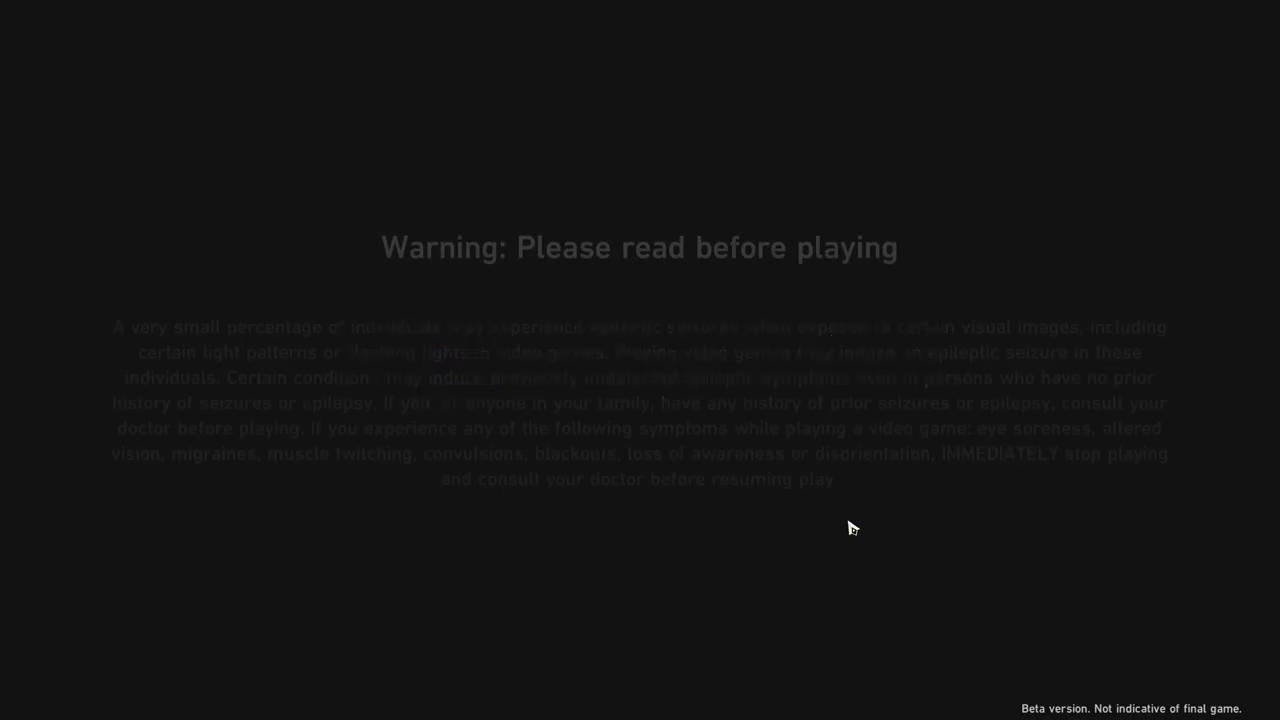 Warning: Please read before playing
A very small percentage of individuals may experience epileptic seizures when exposed to certain visual images, including
certain light patterns or flashing lights in video games. Playing video games may induce an epileptic seizure in these
individuals. Certain conditions may induce previously undetected epileptic symptoms even in persons who have no prior
history of seizures or epilepsy. If you, or anyone in your family, have any history of prior seizures or epilepsy, consult your
doctor before playing. If you experience any of the following symptoms while playing a video game: eye soreness, altered
vision, migraines, muscle twitching, convulsions, blackouts, loss of awareness or disorientation, IMMEDIATELY stop playing
and consult your doctor before resuming play
Beta version. Not indicative of final game.